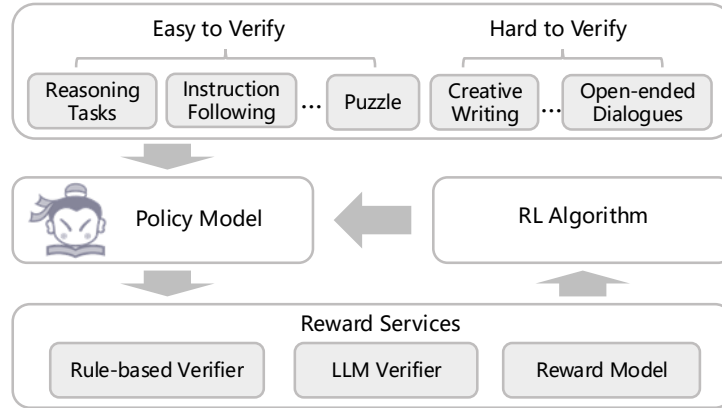 Easy to Verify
Hard to Verify
Reasoning
Tasks
Instruction
Following
...
Puzzle
Creative
Writing
...
Open-ended
Dialogues
Policy Model
RL Algorithm
Reward Services
Rule-based Verifier
LLM Verifier
Reward Model